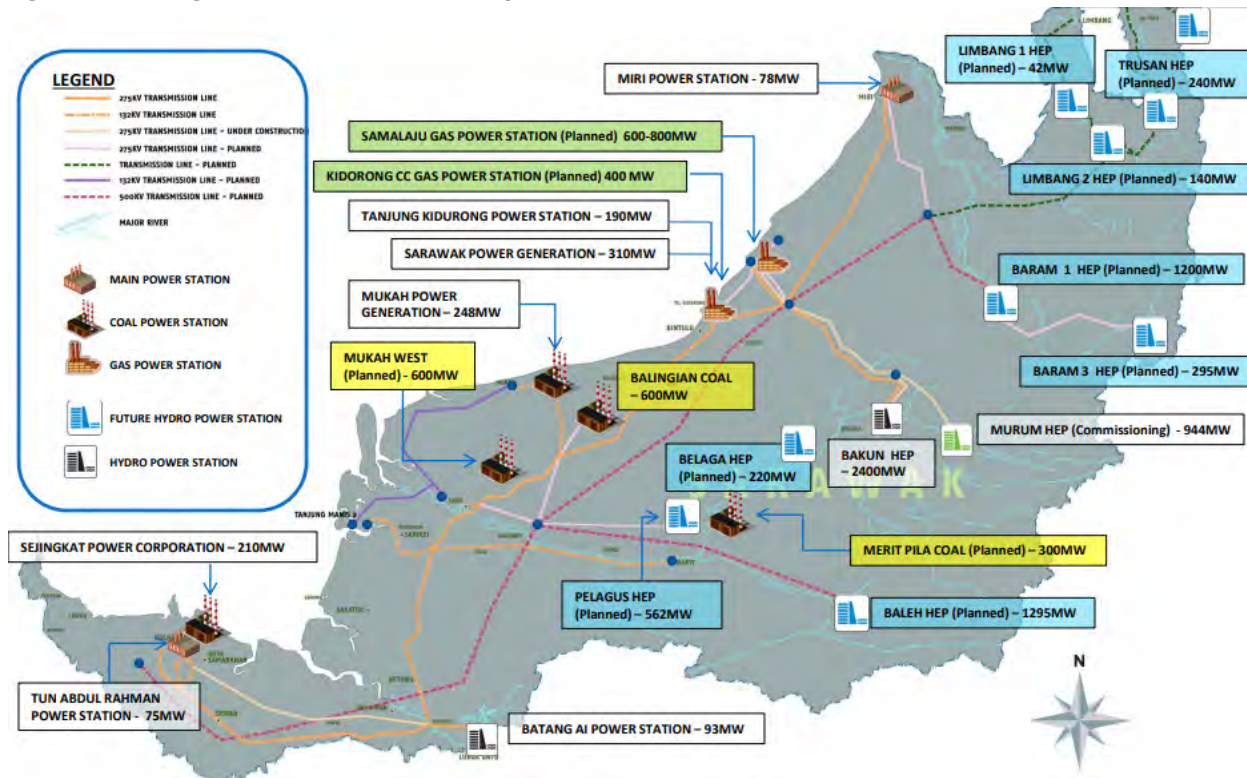 LEGEND
275KV TRANSMISSION LINE
132KV TRANSMISSION LINE
275KV TRANSMISSION LINE – UNDER CONSTRUCTION
275KV TRANSMISSION LINE – PLANNED
TRANSMISSION LINE – PLANNED
132KV TRANSMISSION LINE – PLANNED
500KV TRANSMISSION LINE – PLANNED
MAJOR RIVER
MAIN POWER STATION
COAL POWER STATION
GAS POWER STATION
FUTURE HYDRO POWER STATION
HYDRO POWER STATION
LIMBANG
LIMBANG 1 HEP
(Planned) – 42MW
TRUSAN HEP
(Planned) – 240MW
MIRI POWER STATION - 78MW
MIRI
SAMALAJU GAS POWER STATION (Planned) 600-800MW
KIDORONG CC GAS POWER STATION (Planned) 400 MW
LIMBANG 2 HEP (Planned) – 140MW
TANJUNG KIDURONG POWER STATION – 190MW
SARAWAK POWER GENERATION – 310MW
BARAM 1 HEP (Planned) – 1200MW
MUKAH POWER
GENERATION – 248MW
BINTULU
MUKAH WEST
(Planned) - 600MW
BALINGIAN COAL
– 600MW
BARAM 3 HEP (Planned) – 295MW
MURUM HEP (Commissioning) - 944MW
BELAGA HEP
(Planned) – 220MW
BAKUN HEP
– 2400MW
TANJUNG MANIS
SARIKEI
SEJINGKAT POWER CORPORATION – 210MW
MERIT PILA COAL (Planned) – 300MW
KAPIT
PELAGUS HEP
(Planned) – 562MW
BALEH HEP (Planned) – 1295MW
KOTA
SAMARAHAN
TUN ABDUL RAHMAN
POWER STATION - 75MW
SERIAN
BETONG
BATANG AI POWER STATION – 93MW
N